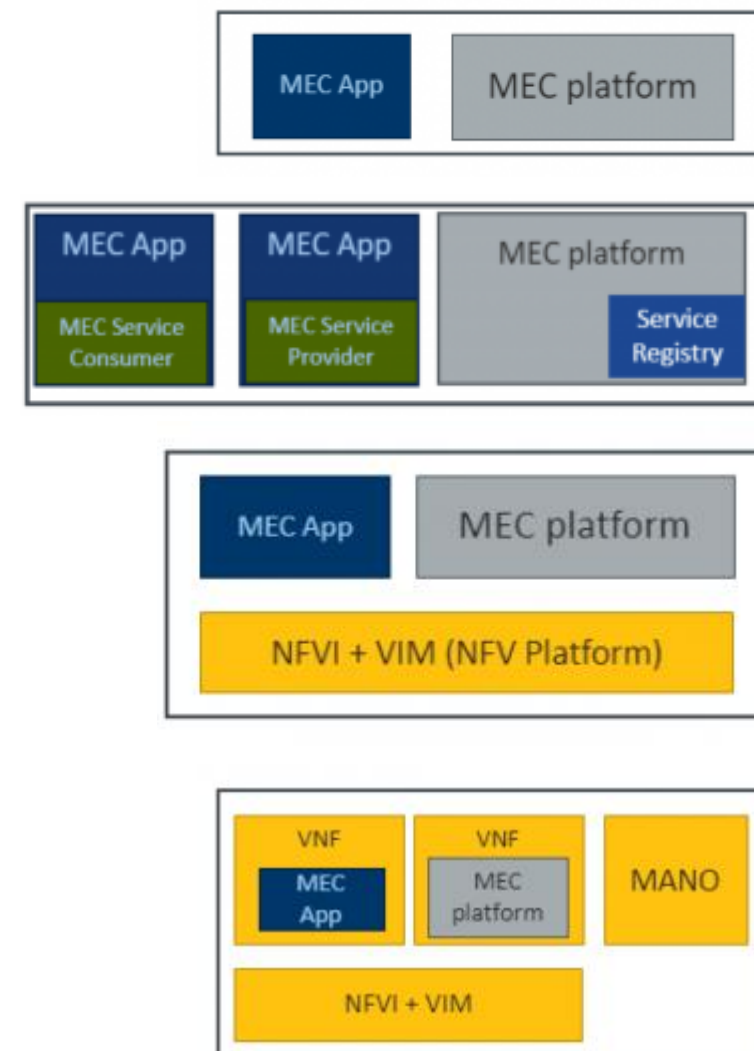 MEC App
MEC platform
MEC App
MEC App
MEC platform
MEC Service
Consumer
MEC Service
Provider
Service
Registry
MEC App
MEC platform
NFVI + VIM (NFV Platform)
VNF
MEC
App
VNF
MEC
platform
MANO
NFVI + VIM